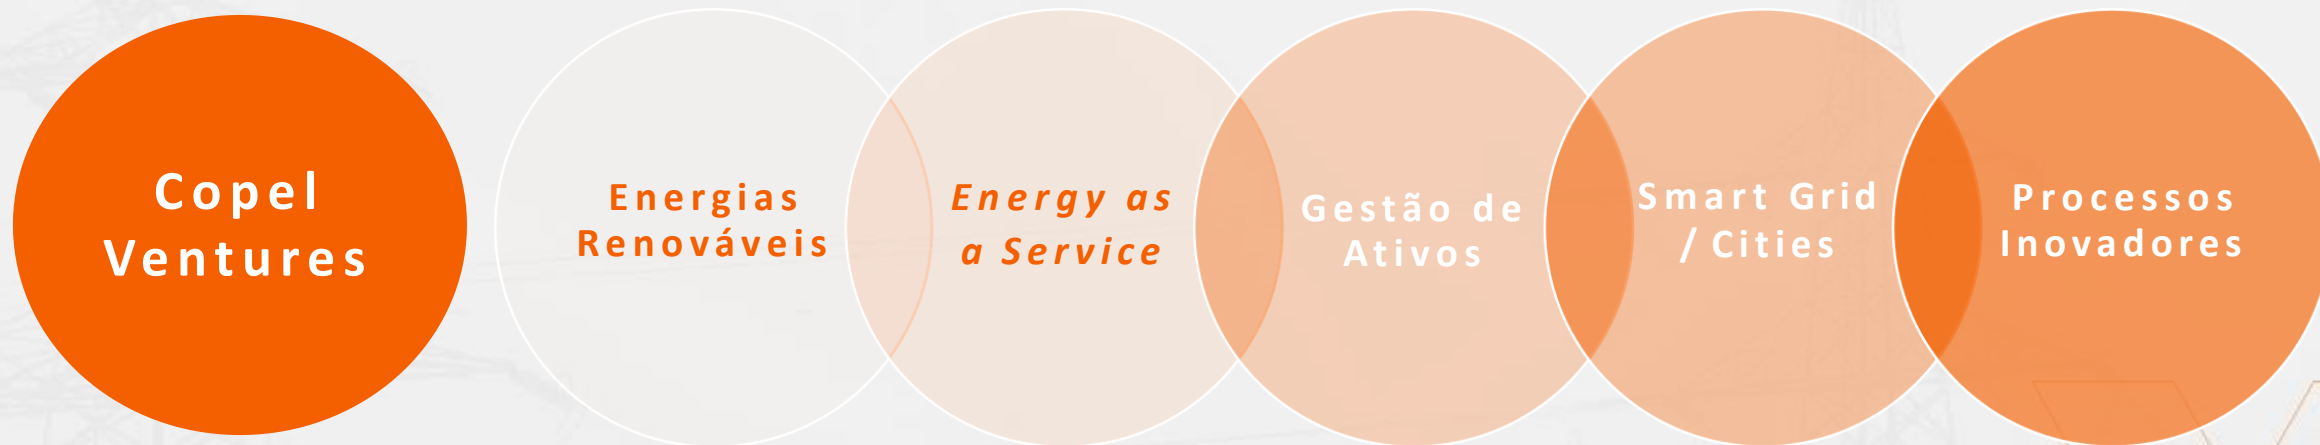 Copel
Ventures
Energias
Renováveis
Energy as
a Service
Gestão de
Ativos
Smart Grid
/ Cities
Processos
Inovadores